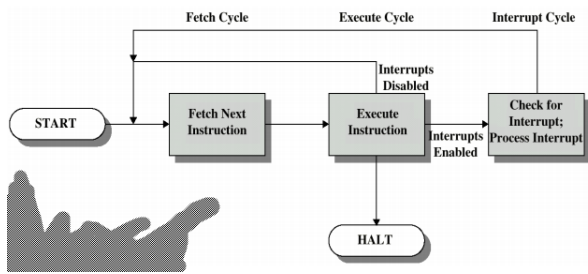 Fetch Cycle Execute Cycle Interrupt Cycle
Interrupts
Disabled
START
Fetch Next
Instruction
Execute
Instruction
Interrupts
Enabled
Check for
Interrupt;
Process Interrupt
HALT